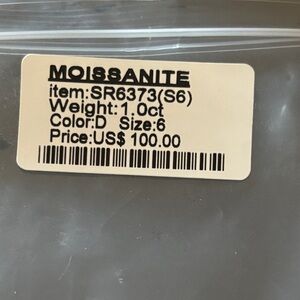 MOISSANITE
item:SR6373(S6)
Weight:1.0ct
Color:D Size:6
Price:US$ 100.00